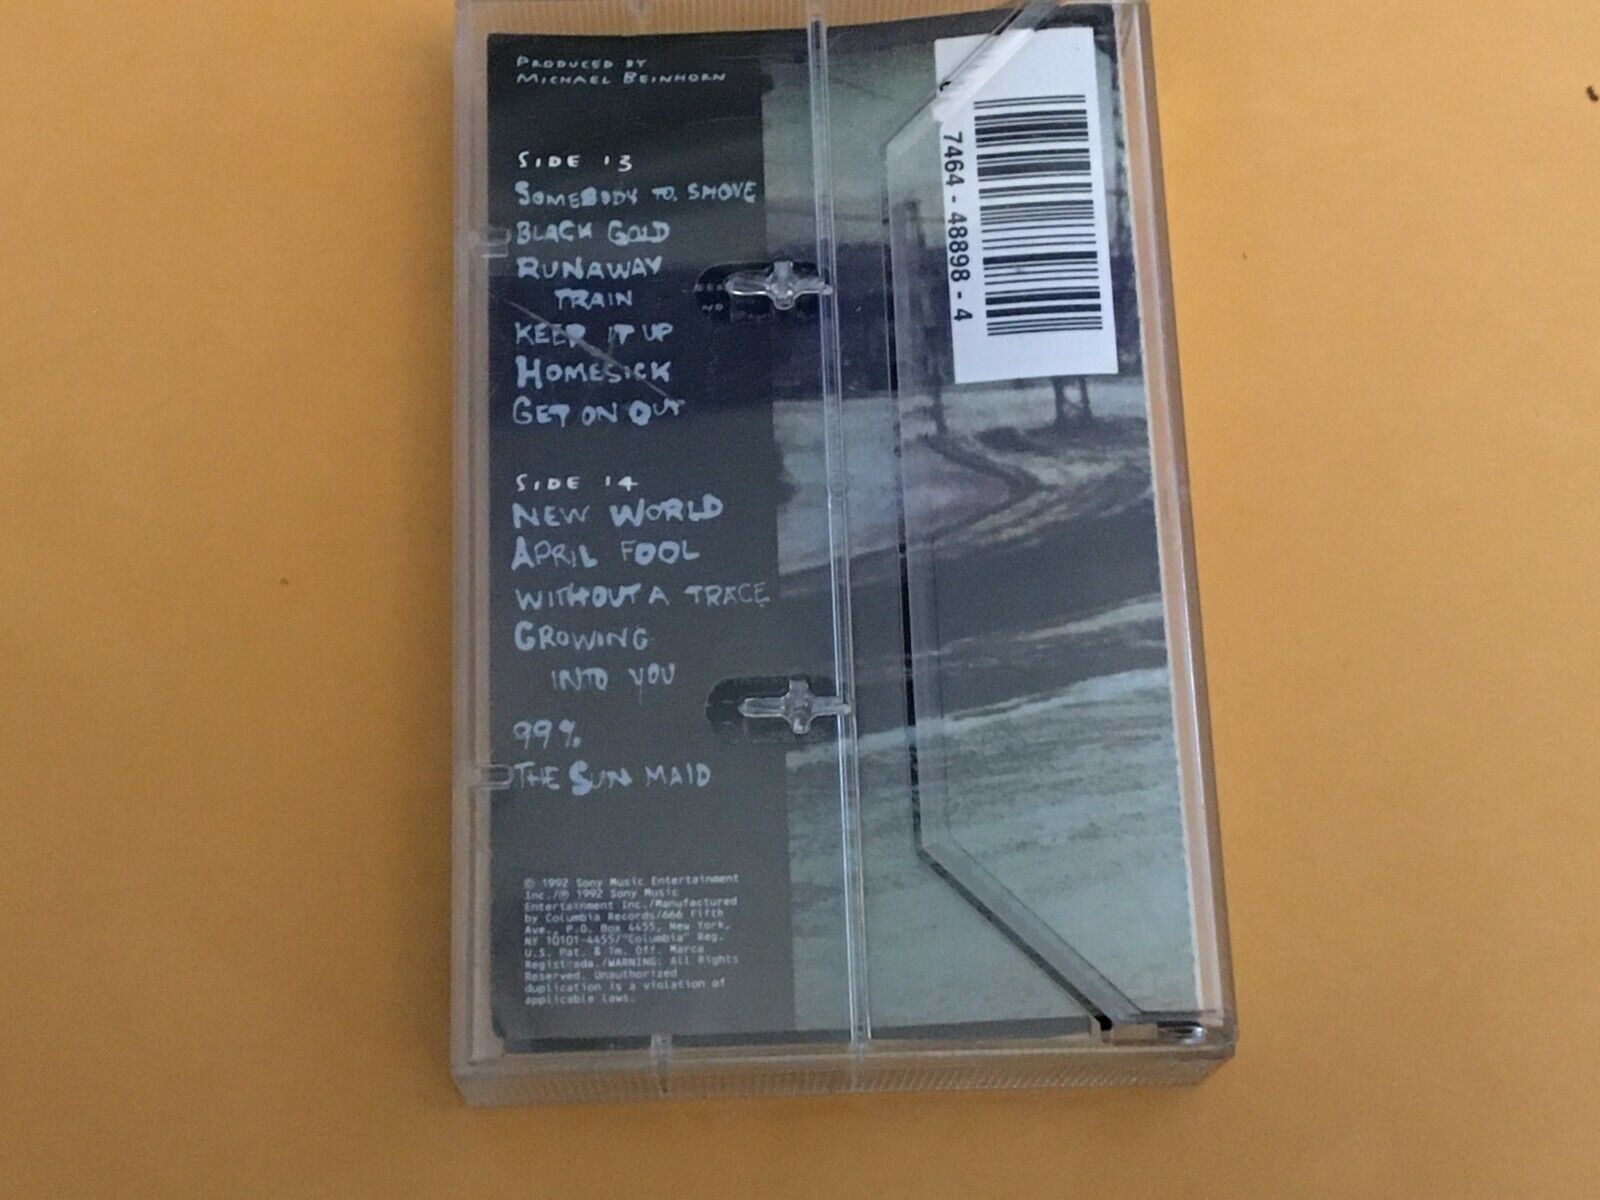 PRODUCED BY
MICHAEL BEINHORN
SIDE 13
SOMEBODY TO SHOVE
BLACK GOLD
RUNAWAY
TRAIN
KEEP IT UP
HOMESICK
GET ON OUT
SIDE 14
NEW WORLD
APRIL FOOL
WITHOUT A TRACE
GROWING
INTO YOU
99%
THE SUN MAID
© 1992 Sony Music Entertainment
Inc./℗ 1992 Sony Music
Entertainment Inc./Manufactured
by Columbia Records/666 Fifth
Ave., P.O. Box 4455, New York,
NY 10101-4455/"Columbia" Reg.
U.S. Pat. & Tm. Off. Marca
Registrada./WARNING: All Rights
Reserved. Unauthorized
duplication is a violation of
applicable laws.
7464-48898-4